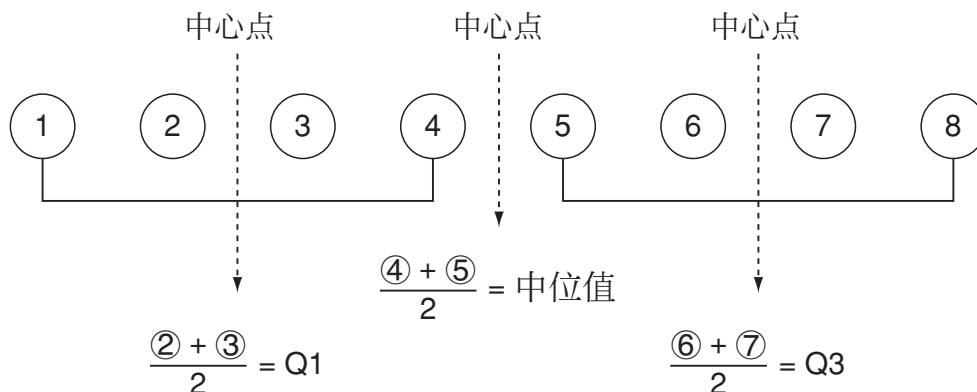 中心点 中心点 中心点
1 2 3 4 5 6 7 8
④ + ⑤
2
= 中位值
② + ③
2
= Q1
⑥ + ⑦
2
= Q3